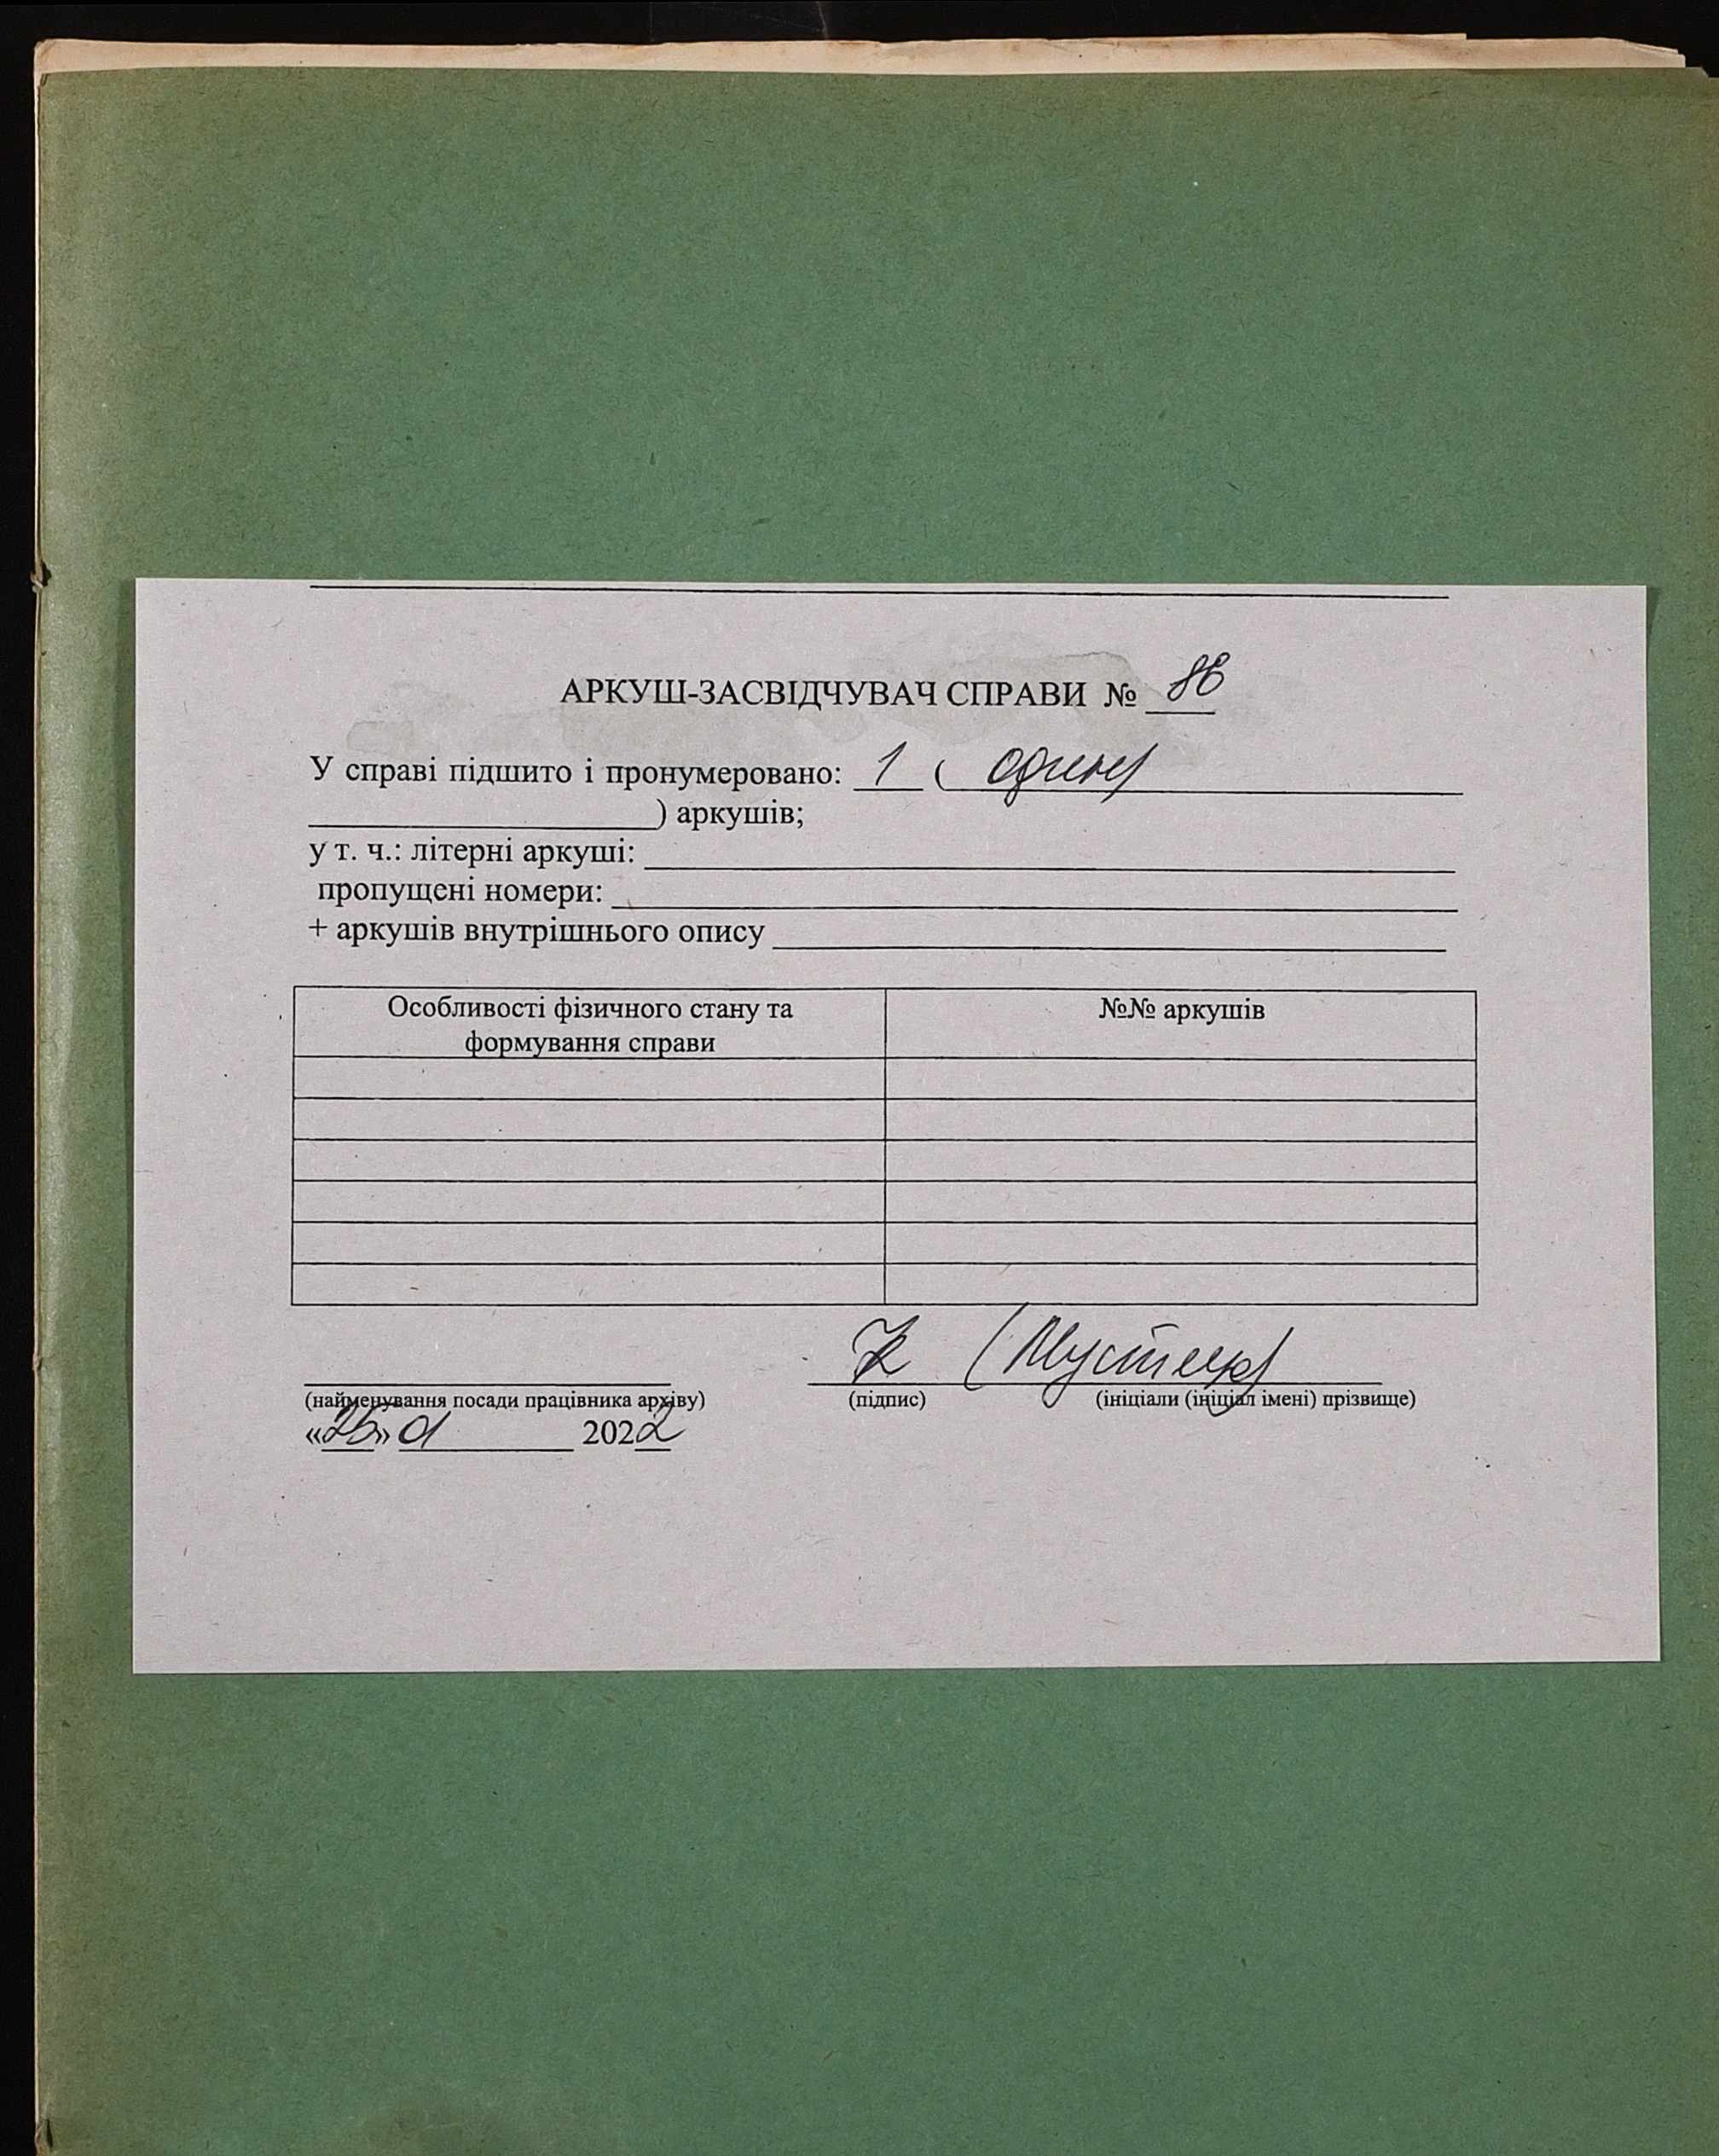 АРКУШ-ЗАСВІДЧУВАЧ СПРАВИ № 86
У справі підшито і пронумеровано: 1 ( один
) аркушів;
у т. ч.: літерні аркуші:
пропущені номери:
+ аркушів внутрішнього опису
Особливості фізичного стану та
формування справи
№№ аркушів
(найменування посади працівника архіву)
(підпис)
(ініціали (ініціал імені) прізвище)
«25» 01 2022